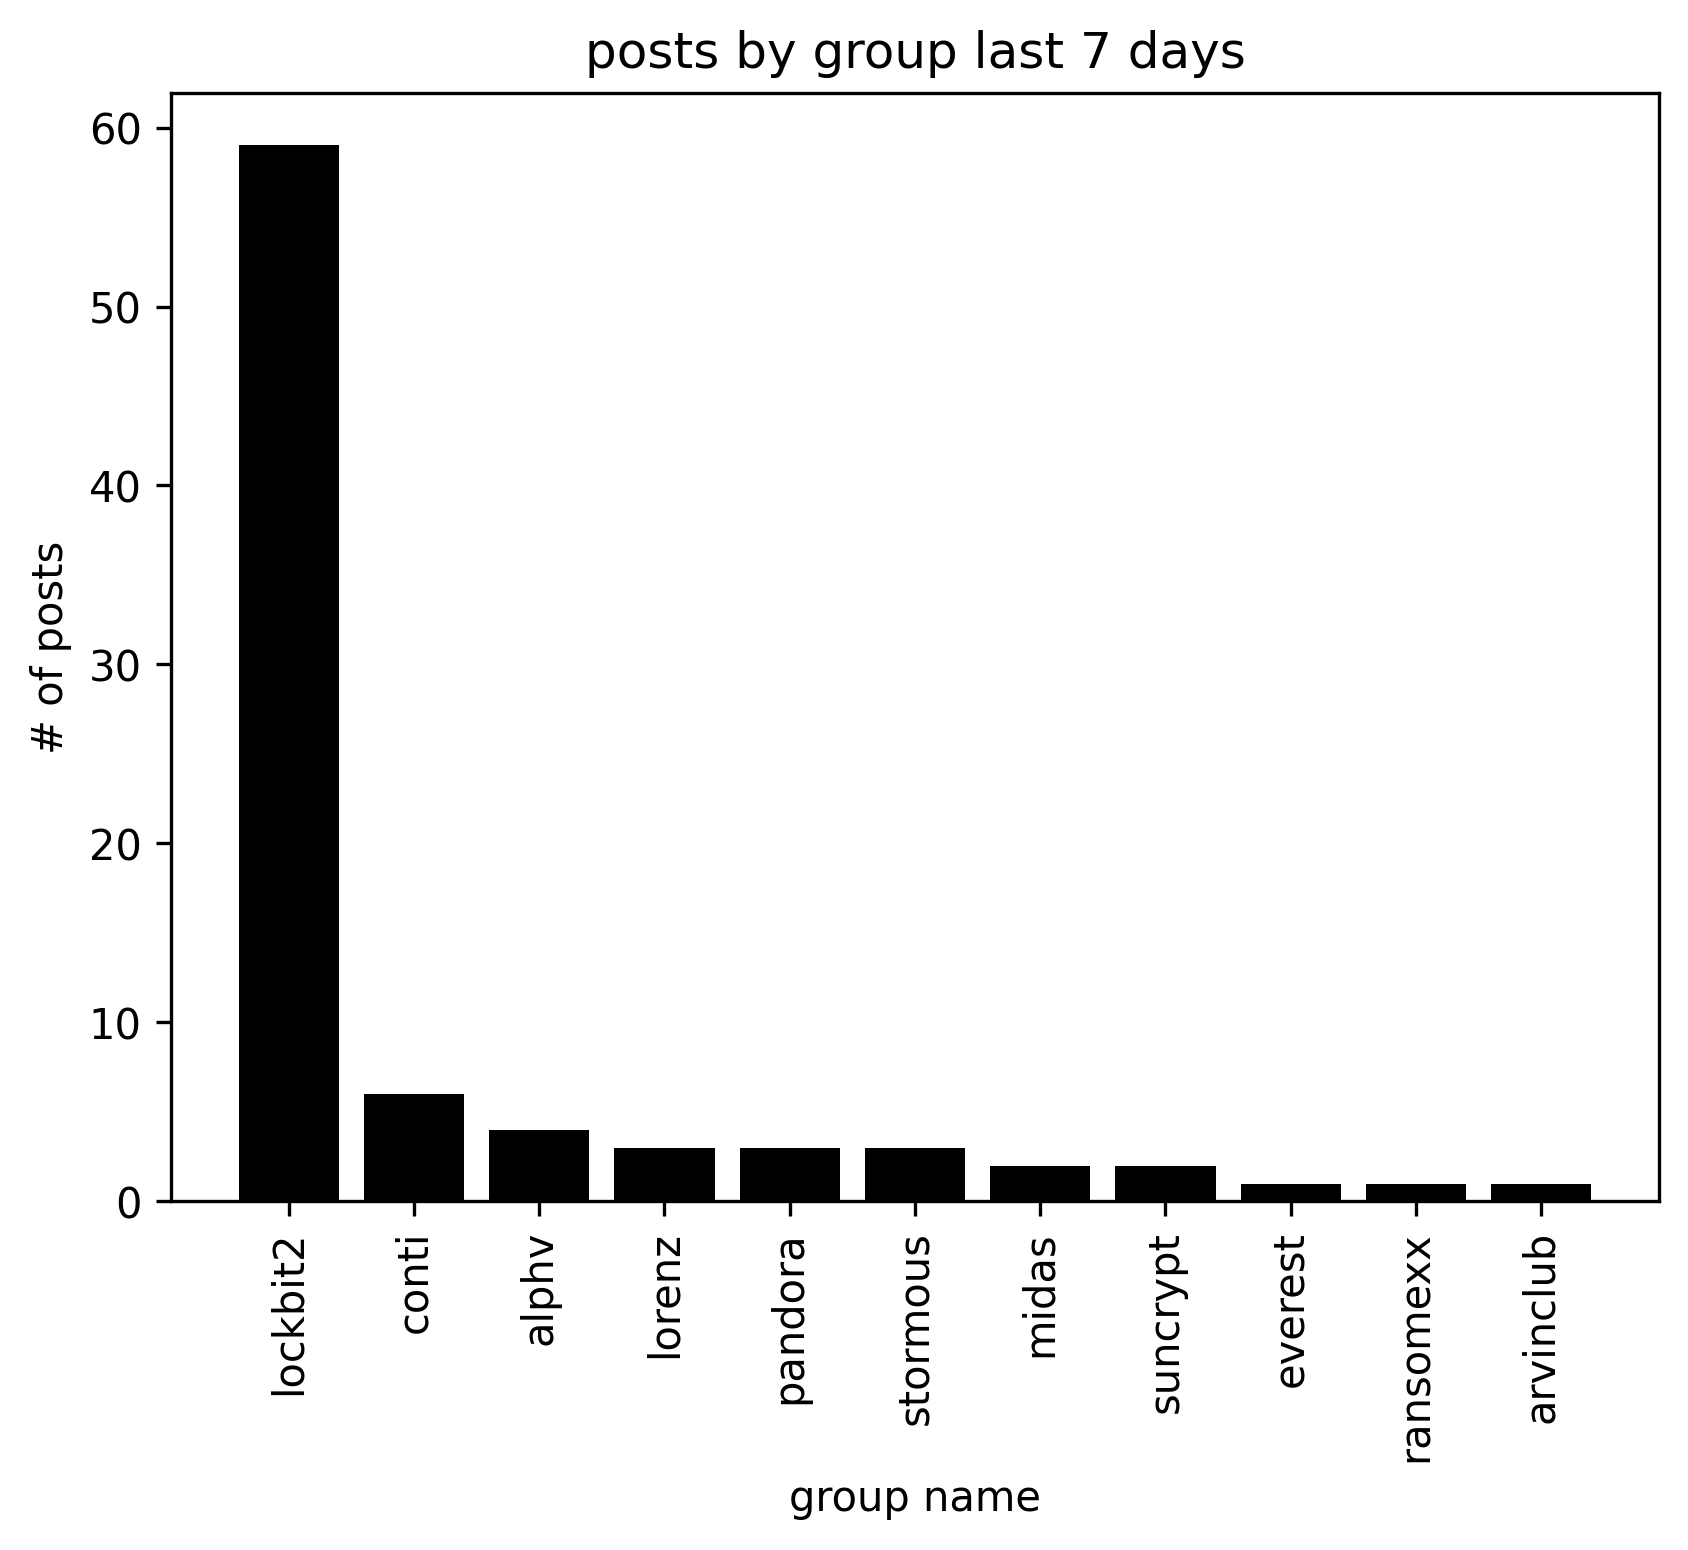 posts by group last 7 days
# of posts
60
50
40
30
20
10
0
lockbit2
conti
alphv
lorenz
pandora
stormous
midas
suncrypt
everest
ransomexx
arvinclub
group name